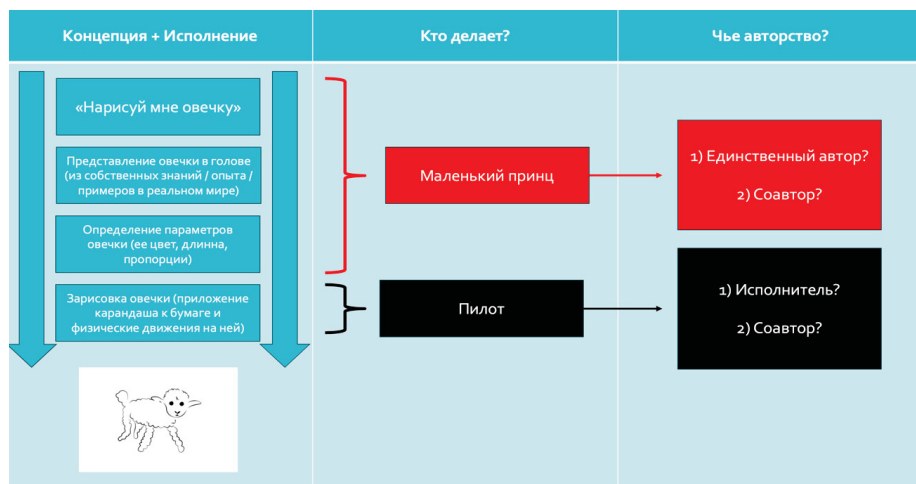 Концепция + Исполнение
Кто делает?
Чье авторство?
«Нарисуй мне овечку»
Представление овечки в голове
(из собственных знаний / опыта /
примеров в реальном мире)
Определение параметров
овечки (ее цвет, длинна,
пропорции)
Зарисовка овечки (приложение
карандаша к бумаге и
физические движения на ней)
Маленький принц
Пилот
1) Единственный автор?
2) Соавтор?
1) Исполнитель?
2) Соавтор?